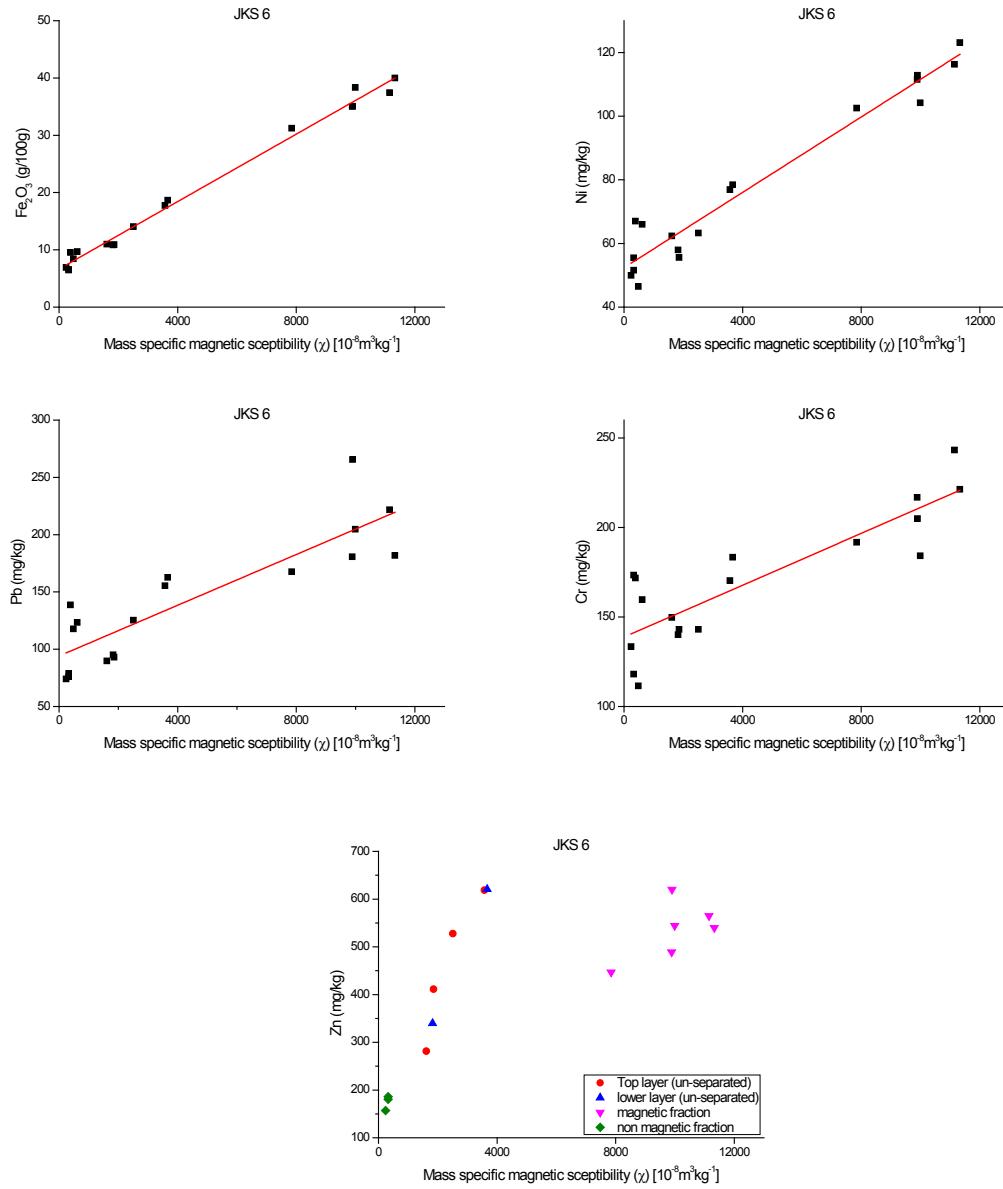 JKS 6
50
40
30
20
10
0
Fe₂O₃ (g/100g)
0 4000 8000 12000
Mass specific magnetic sceptibility (χ) [10⁻⁸m³kg⁻¹]
JKS 6
120
100
80
60
40
Ni (mg/kg)
0 4000 8000 12000
Mass specific magnetic sceptibility (χ) [10⁻⁸m³kg⁻¹]
JKS 6
300
250
200
150
100
50
Pb (mg/kg)
0 4000 8000 12000
Mass specific magnetic sceptibility (χ) [10⁻⁸m³kg⁻¹]
JKS 6
250
200
150
100
Cr (mg/kg)
0 4000 8000 12000
Mass specific magnetic sceptibility (χ) [10⁻⁸m³kg⁻¹]
JKS 6
700
600
500
400
300
200
100
Zn (mg/kg)
Top layer (un-separated)
lower layer (un-separated)
magnetic fraction
non magnetic fraction
0 4000 8000 12000
Mass specific magnetic sceptibility (χ) [10⁻⁸m³kg⁻¹]